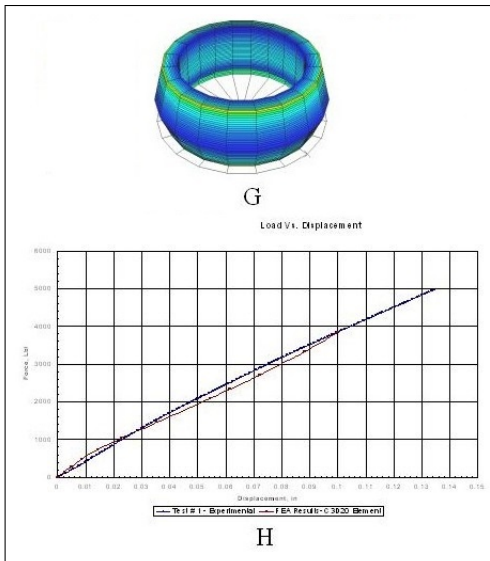 G
Load Vs. Displacement
6000
5000
4000
3000
2000
1000
0
Force, Lbf
0 0.01 0.02 0.03 0.04 0.05 0.06 0.07 0.08 0.09 0.1 0.11 0.12 0.13 0.14 0.15
Displacement, in
Test # 1 - Experimental FEA Results - C3D20 Element
H